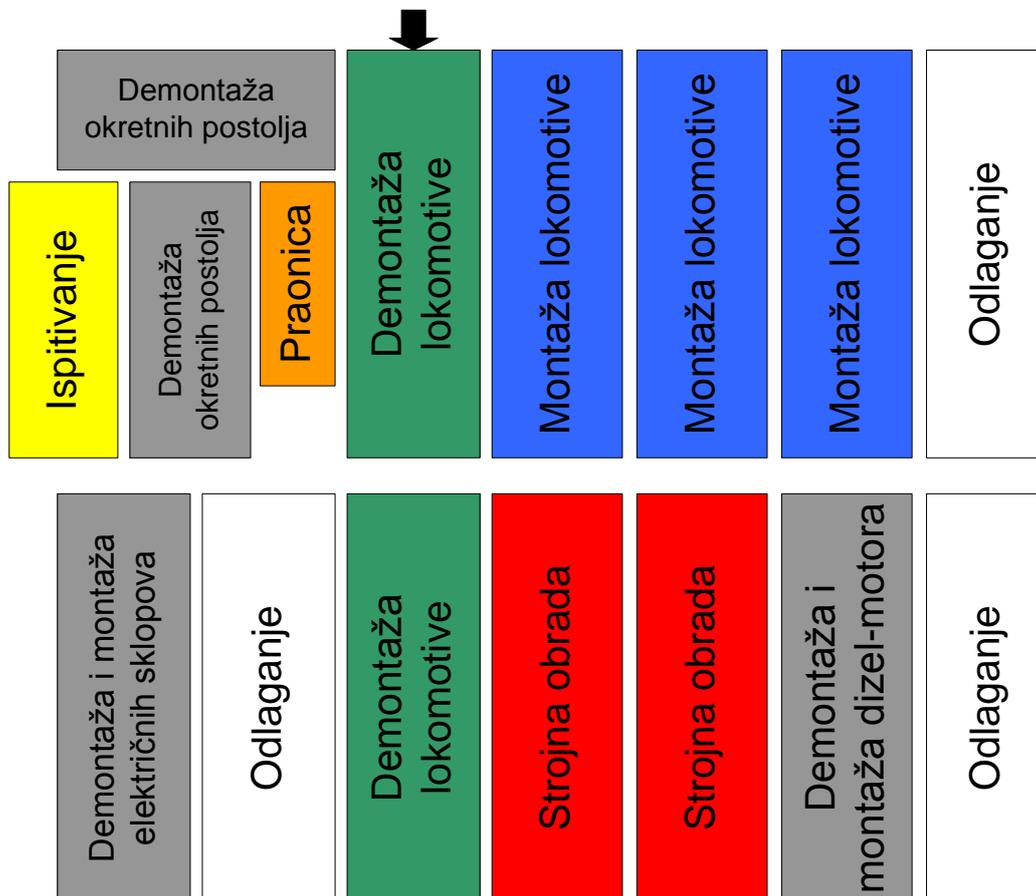 Demontaža
okretnih postolja
Ispitivanje
Demontaža
okretnih postolja
Praonica
Demontaža
lokomotive
Montaža lokomotive
Montaža lokomotive
Montaža lokomotive
Odlaganje
Demontaža i montaža
električnih sklopova
Odlaganje
Demontaža
lokomotive
Strojna obrada
Strojna obrada
Demontaža i
montaža dizel-motora
Odlaganje